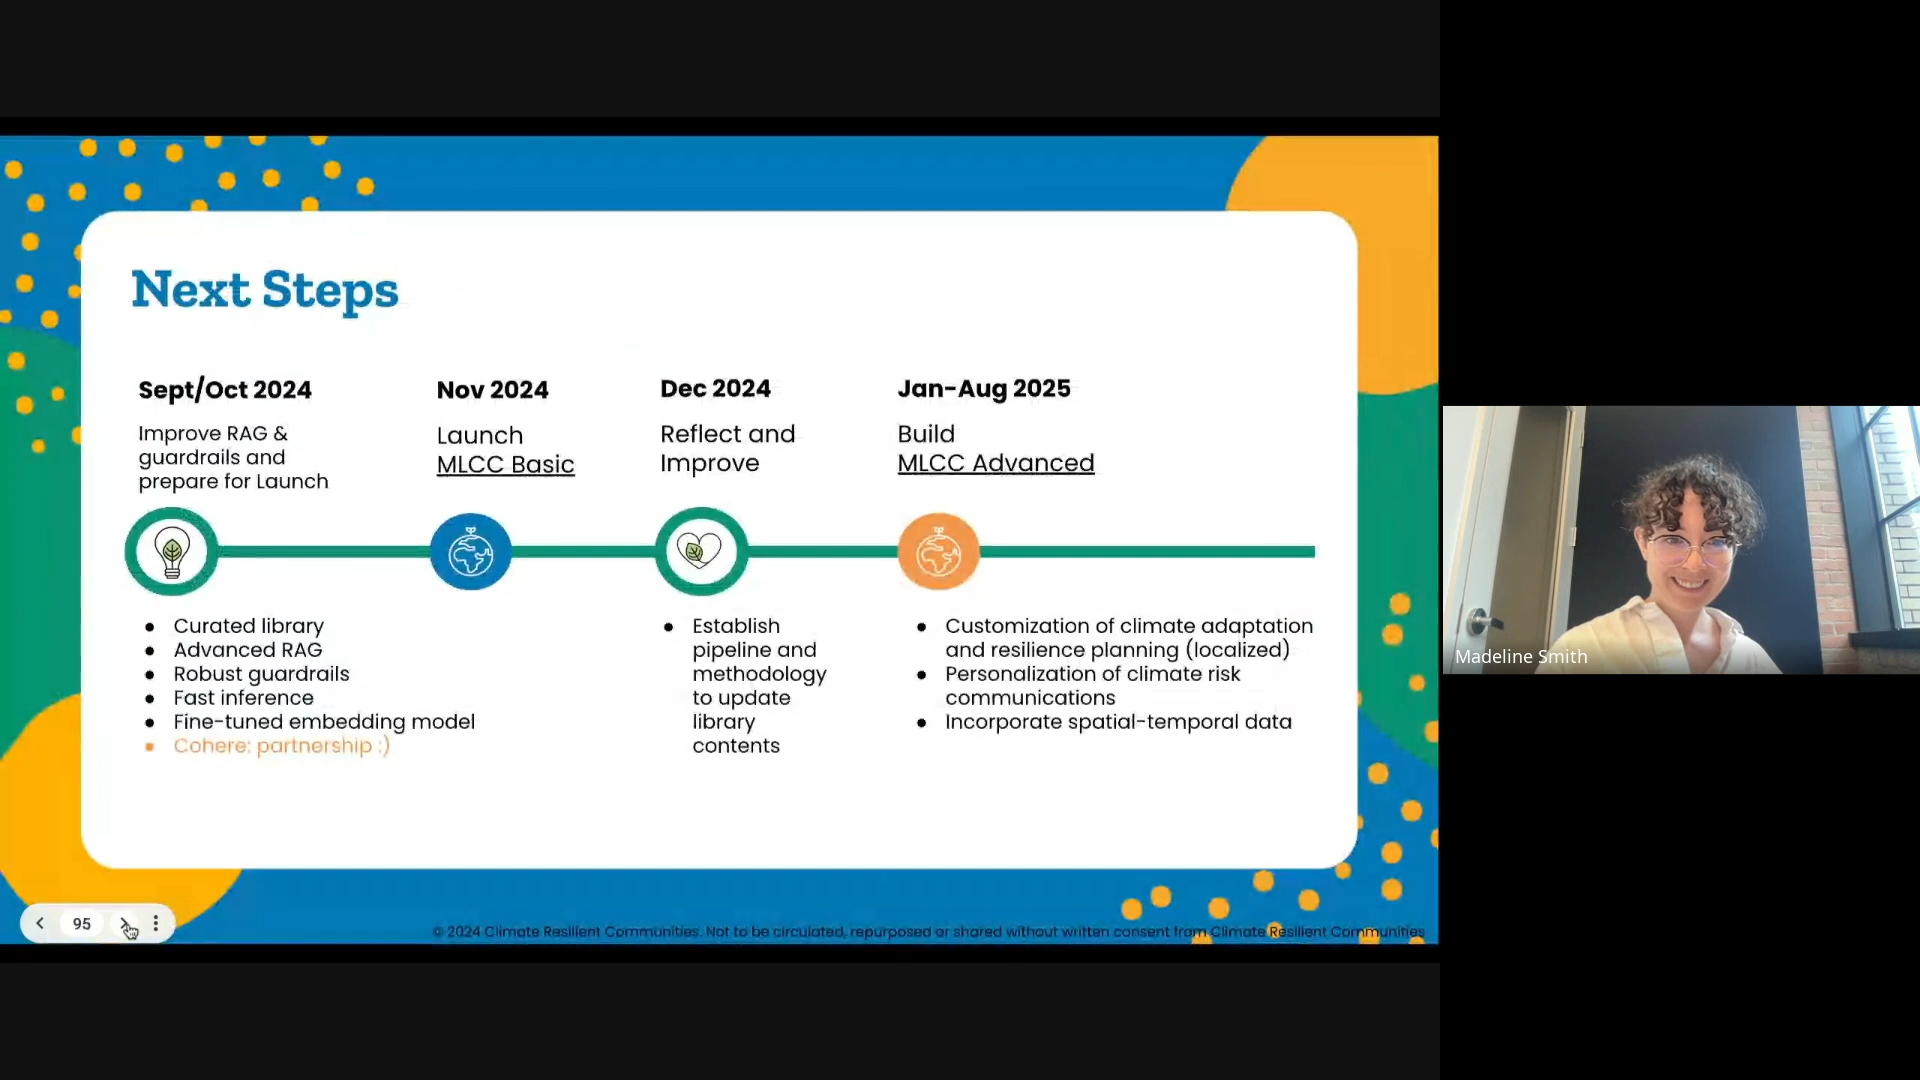 Next Steps
Sept/Oct 2024
Improve RAG &
guardrails and
prepare for Launch
Nov 2024
Launch
MLCC Basic
Dec 2024
Reflect and
Improve
Jan-Aug 2025
Build
MLCC Advanced
● Curated library
● Advanced RAG
● Robust guardrails
● Fast inference
● Fine-tuned embedding model
● Cohere: partnership :)
● Establish
pipeline and
methodology
to update
library
contents
● Customization of climate adaptation
and resilience planning (localized)
● Personalization of climate risk
communications
● Incorporate spatial-temporal data
95
© 2024 Climate Resilient Communities. Not to be circulated, repurposed or shared without written consent from Climate Resilient Communities
Madeline Smith